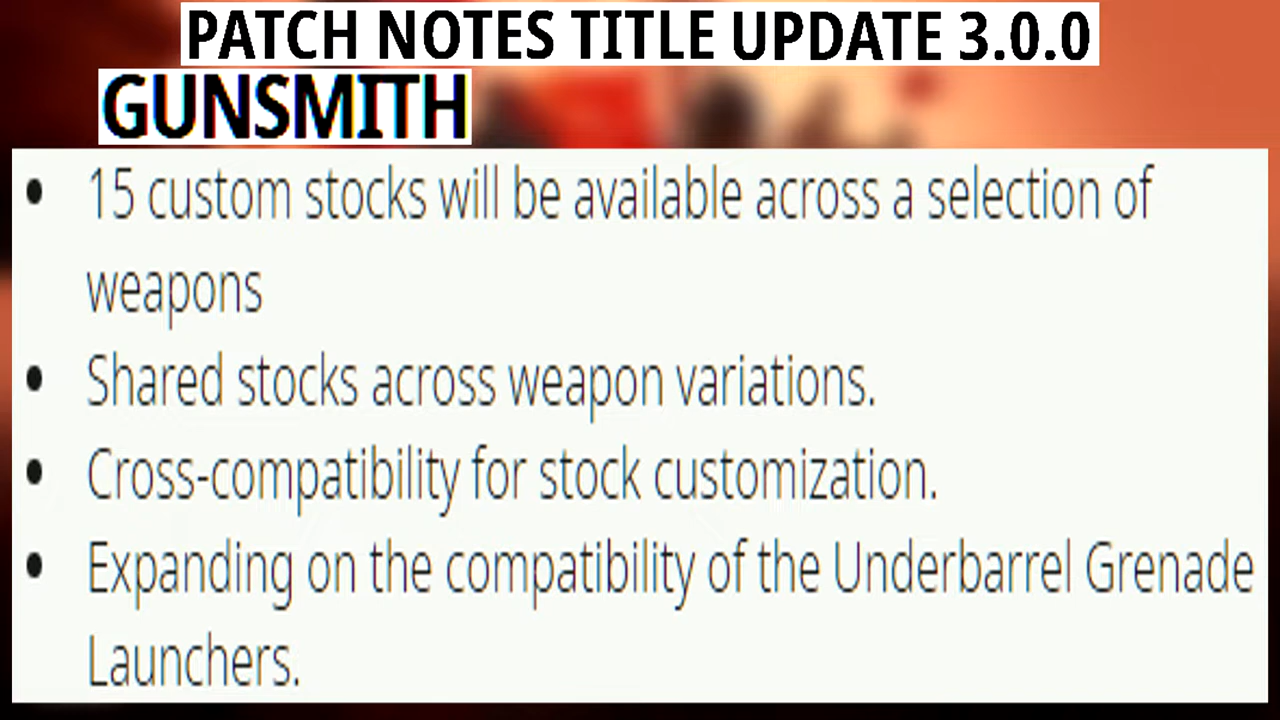 PATCH NOTES TITLE UPDATE 3.0.0
GUNSMITH
• 15 custom stocks will be available across a selection of
weapons
• Shared stocks across weapon variations.
• Cross-compatibility for stock customization.
• Expanding on the compatibility of the Underbarrel Grenade
Launchers.